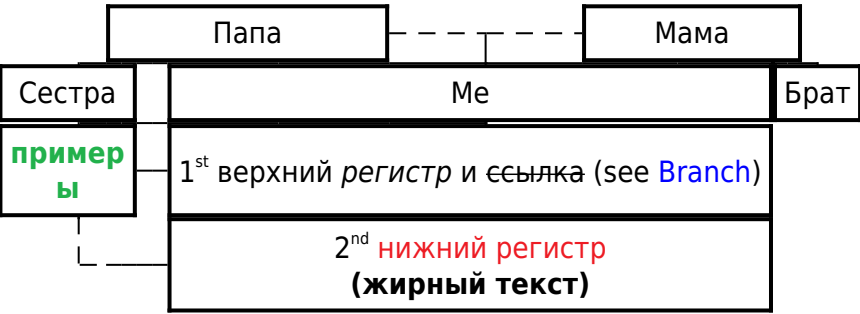 Папа Мама
Сестра Me Брат
пример
ы
1st верхний регистр и ссылка (see Branch)
2nd нижний регистр
(жирный текст)